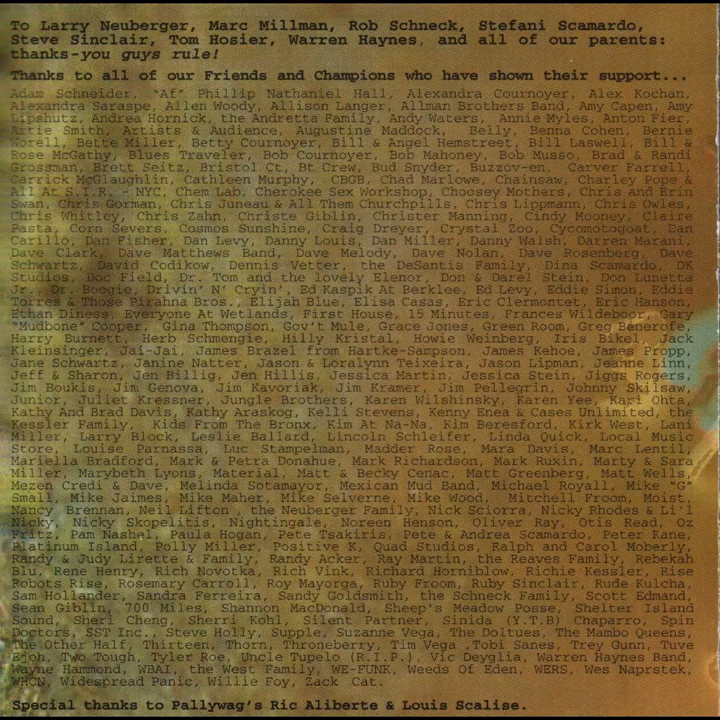 To Larry Neuberger, Marc Millman, Rob Schneck, Stefani Scamardo,
Steve Sinclair, Tom Hosier, Warren Haynes, and all of our parents:
thanks-you guys rule!
Thanks to all of our Friends and Champions who have shown their support...
Adam Schneider, "Af" Phillip Nathaniel Hall, Alexandra Cournoyer, Alex Kochan,
Alexandra Saraspe, Allen Woody, Allison Langer, Allman Brothers Band, Amy Capen, Amy
Lipshutz, Andrea Hornick, the Andretta Family, Andy Waters, Annie Myles, Anton Fier,
Artie Smith, Artists & Audience, Augustine Maddock, Belly, Benna Cohen, Bernie
Worell, Bette Miller, Betty Cournoyer, Bill & Angel Hemstreet, Bill Laswell, Bill &
Rose McGathy, Blues Traveler, Bob Cournoyer, Bob Mahoney, Bob Musso, Brad & Randi
Grossman, Brett Seitz, Bristol Ct, Bt Crew, Bud Snyder, Buzzov-en, Carver Farrell,
Carrick McGlaughlin, Cathleen Murphy, CBGB, Chad Marlowe, Chainsaw, Charley Pope &
All At S.I.R., NYC, Chem Lab, Cherokee Sex Workshop, Choosey Mothers, Chris and Erin
Swan, Chris Gorman, Chris Juneau & All Them Churchpills, Chris Lippmann, Chris Owles,
Chris Whitley, Chris Zahn, Christe Giblin, Christer Manning, Cindy Mooney, Claire
Pasta, Corn Severs, Cosmos Sunshine, Craig Dreyer, Crystal Zoo, Cycomotogoat, Dan
Carillo, Dan Fisher, Dan Levy, Danny Louis, Dan Miller, Danny Walsh, Darren Marani,
Dave Clark, Dave Matthews Band, Dave Melody, Dave Nolan, Dave Rosenberg, Dave
Schwartz, David Codikow, Dennis Vetter, the DeSantis Family, Dina Scamardo, DK
Studios, Doc Field, Dr. Tom and the lovely Elenor, Don & Darel Stein, Don Lunetta
Jr., Dr. Boogie, Drivin' N' Cryin', Ed Kaspik At Berklee, Ed Levy, Eddie Simon, Eddie
Torres & Those Pirahna Bros., Elijah Blue, Elisa Casas, Eric Clermontet, Eric Hanson,
Ethan Diness, Everyone At Wetlands, First House, 15 Minutes, Frances Wildeboor, Gary
"Mudbone" Cooper, Gina Thompson, Gov't Mule, Grace Jones, Green Room, Greg Benerofe,
Harry Burnett, Herb Schmengie, Hilly Kristal, Howie Weinberg, Iris Bikel, Jack
Kleinsinger, Jai-Jai, James Brazel from Hartke-Sampson, James Kehoe, James Propp,
Jane Schwartz, Janine Natter, Jason & Loralynn Teixeira, Jason Lipman, Jeanne Linn,
Jeff & Sharon, Jen Billig, Jen Hillis, Jessica Martin, Jessica Stein, Jiggs Rogers,
Jim Boukis, Jim Genova, Jim Kavoriak, Jim Kramer, Jim Pellegrin, Johnny Skilsaw,
Junior, Juliet Kressner, Jungle Brothers, Karen Wilshinsky, Karen Yee, Kari Ohta,
Kathy And Brad Davis, Kathy Araskog, Kelli Stevens, Kenny Enea & Cases Unlimited, the
Kessler Family, Kids From The Bronx, Kim At Na-Na, Kim Beresford, Kirk West, Lani
Miller, Larry Block, Leslie Ballard, Lincoln Schleifer, Linda Quick, Local Music
Store, Louise Parnassa, Luc Stampelman, Madder Rose, Mara Davis, Marc Lentil,
Mariella Bradford, Mark & Petra Donahue, Mark Richardson, Mark Ruxin, Marty & Sara
Miller, Marybeth Lyons, Material, Matt & Becky Cenac, Matt Greenberg, Matt Wells,
Mezen Credi & Dave, Melinda Sotamayor, Mexican Mud Band, Michael Royall, Mike "G"
Small, Mike Jaimes, Mike Maher, Mike Selverne, Mike Wood, Mitchell Froom, Moist,
Nancy Brennan, Neil Lifton, the Neuberger Family, Nick Sciorra, Nicky Rhodes & Li'l
Nicky, Nicky Skopelitis, Nightingale, Noreen Henson, Oliver Ray, Otis Read, Oz
Fritz, Pam Nashel, Paula Hogan, Pete Tsakiris, Pete & Andrea Scamardo, Peter Kane,
Platinum Island, Polly Miller, Positive K, Quad Studios, Ralph and Carol Moberly,
Randy & Judy Lirette & Family, Randy Acker, Ray Martin, the Reaves Family, Rebekah
Blu, Rene Henry, Rich Novotka, Rich Vink, Richard Horniblow, Richie Kessler, Rise
Robots Rise, Rosemary Carroll, Roy Mayorga, Ruby Froom, Ruby Sinclair, Rude Kulcha,
Sam Hollander, Sandra Ferreira, Sandy Goldsmith, the Schneck Family, Scott Edmand,
Sean Giblin, 700 Miles, Shannon MacDonald, Sheep's Meadow Posse, Shelter Island
Sound, Sheri Cheng, Sherri Kohl, Silent Partner, Sinida (Y.T.B) Chaparro, Spin
Doctors, SST Inc., Steve Holly, Supple, Suzanne Vega, The Doltues, The Mambo Queens,
The Other Half, Thirteen, Thorn, Throneberry, Tim Vega ,Tobi Sanes, Trey Gunn, Tuve
Ejoh, Two Tough, Tyler Roe, Uncle Tupelo (R.I.P.), Vic Deyglia, Warren Haynes Band,
Wayne Hammond, WBAI, the West Family, WE-FUNK, Weeds Of Eden, WERS, Wes Naprstek,
WHCN, Widespread Panic, Willie Foy, Zack Cat.
Special thanks to Pallywag's Ric Aliberte & Louis Scalise.